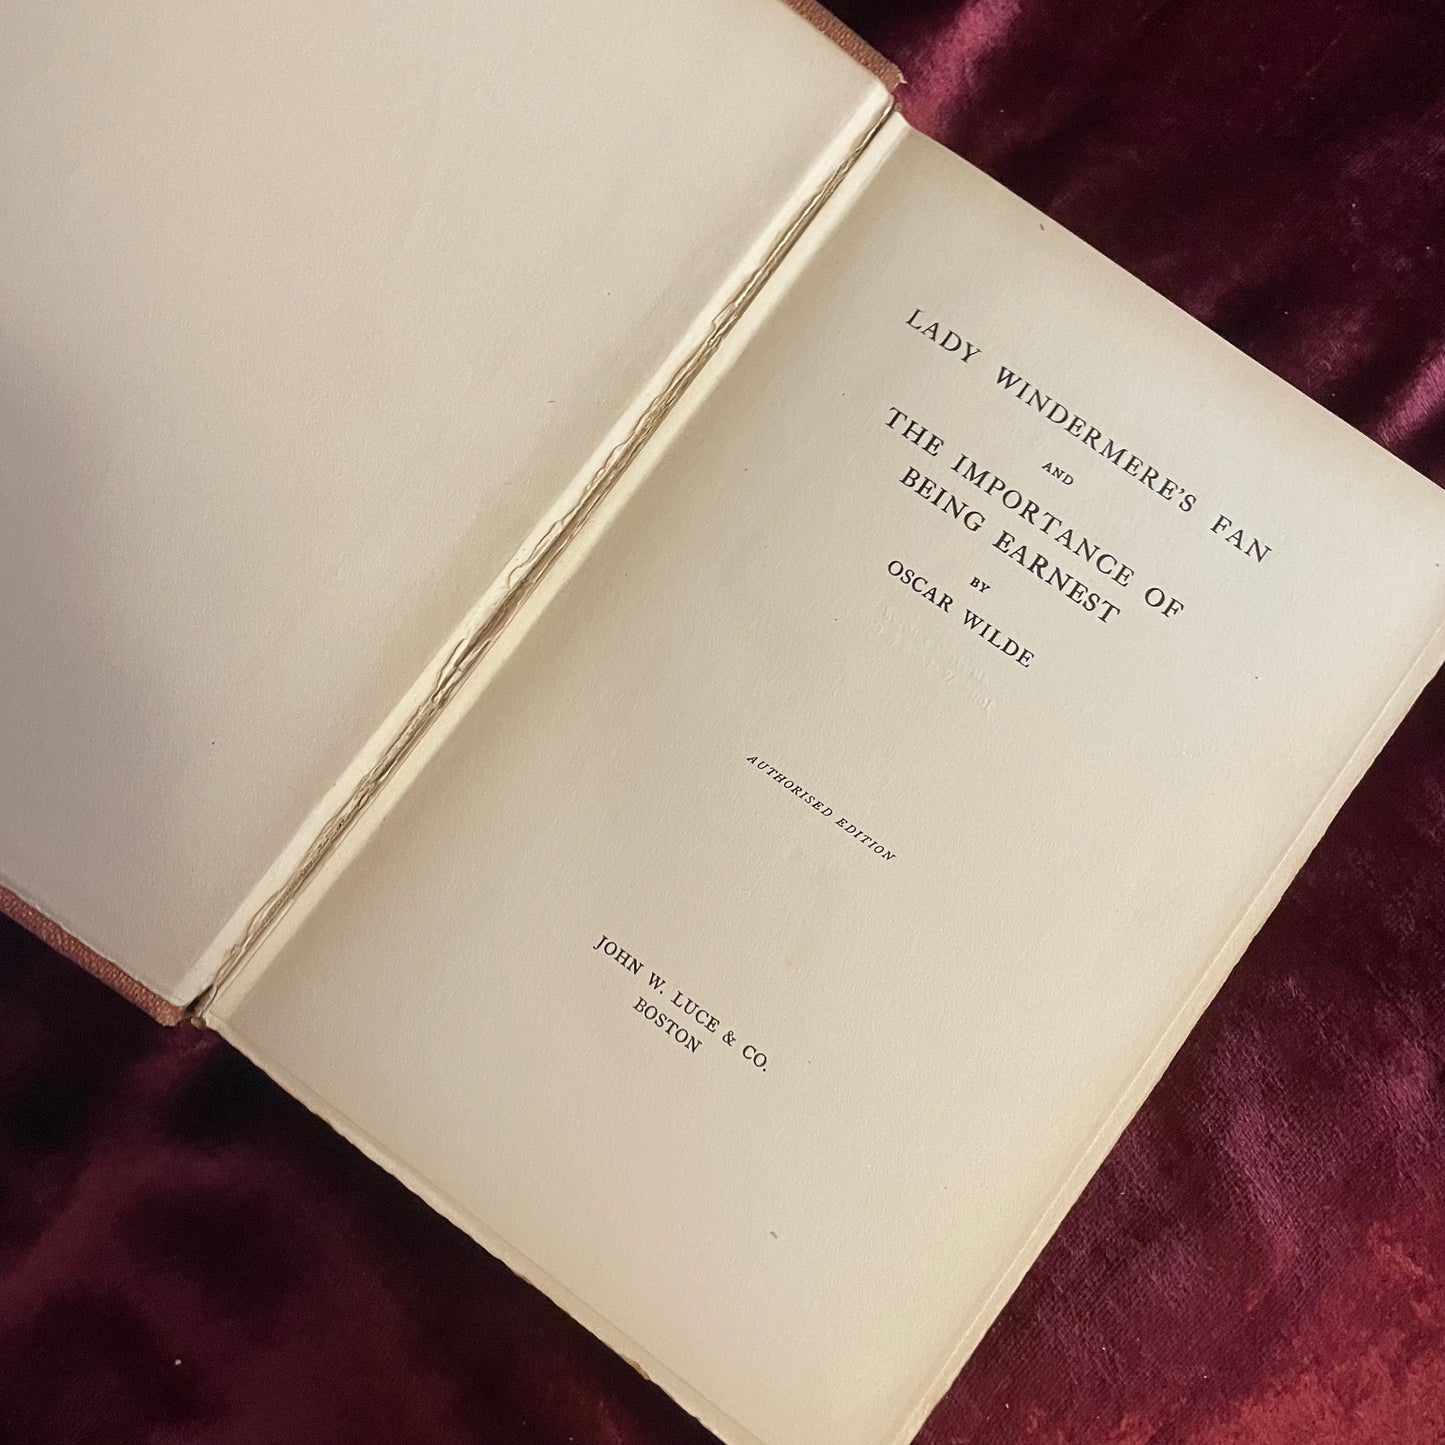 LADY WINDERMERE'S FAN
AND
THE IMPORTANCE OF
BEING EARNEST
BY
OSCAR WILDE
AUTHORISED EDITION
JOHN W. LUCE & CO.
BOSTON